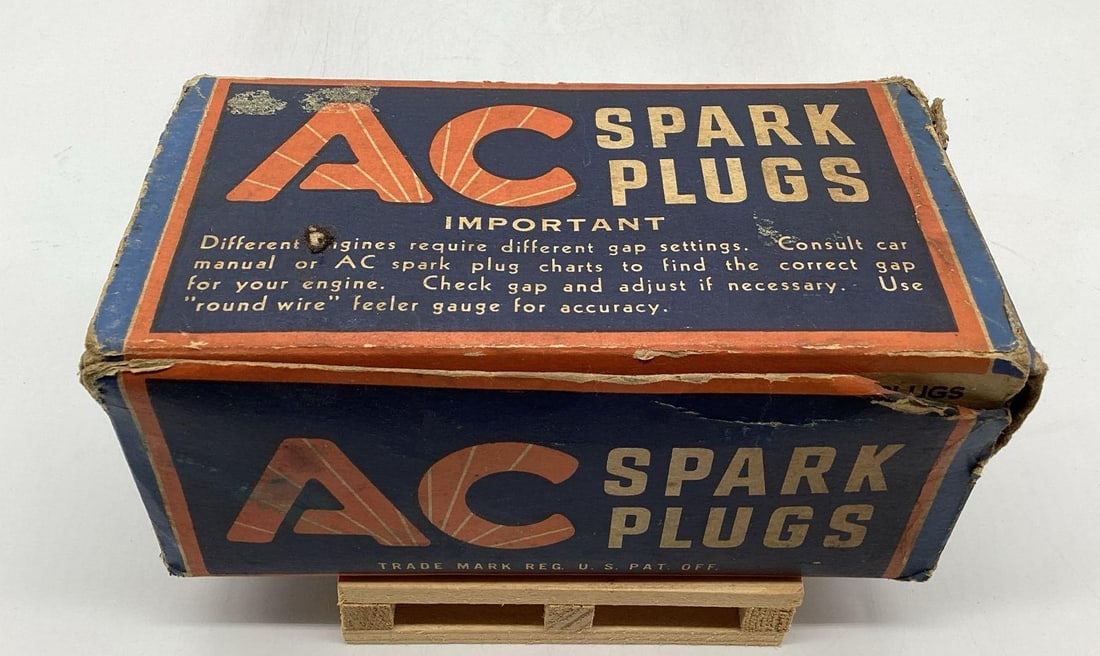 AC SPARK
PLUGS
IMPORTANT
Different gines require different gap settings. Consult car
manual or AC spark plug charts to find the correct gap
for your engine. Check gap and adjust if necessary. Use
"round wire" feeler gauge for accuracy.
PLUGS
AC SPARK
PLUGS
TRADE MARK REG. U. S. PAT. OFF.